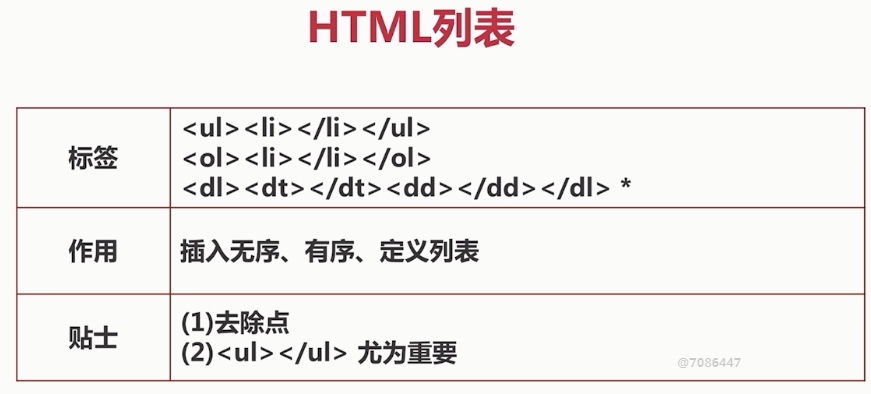 HTML列表
标签
<ul><li></li></ul>
<ol><li></li></ol>
<dl><dt></dt><dd></dd></dl> *
作用
插入无序、有序、定义列表
贴士
(1)去除点
(2)<ul></ul> 尤为重要
@7086447